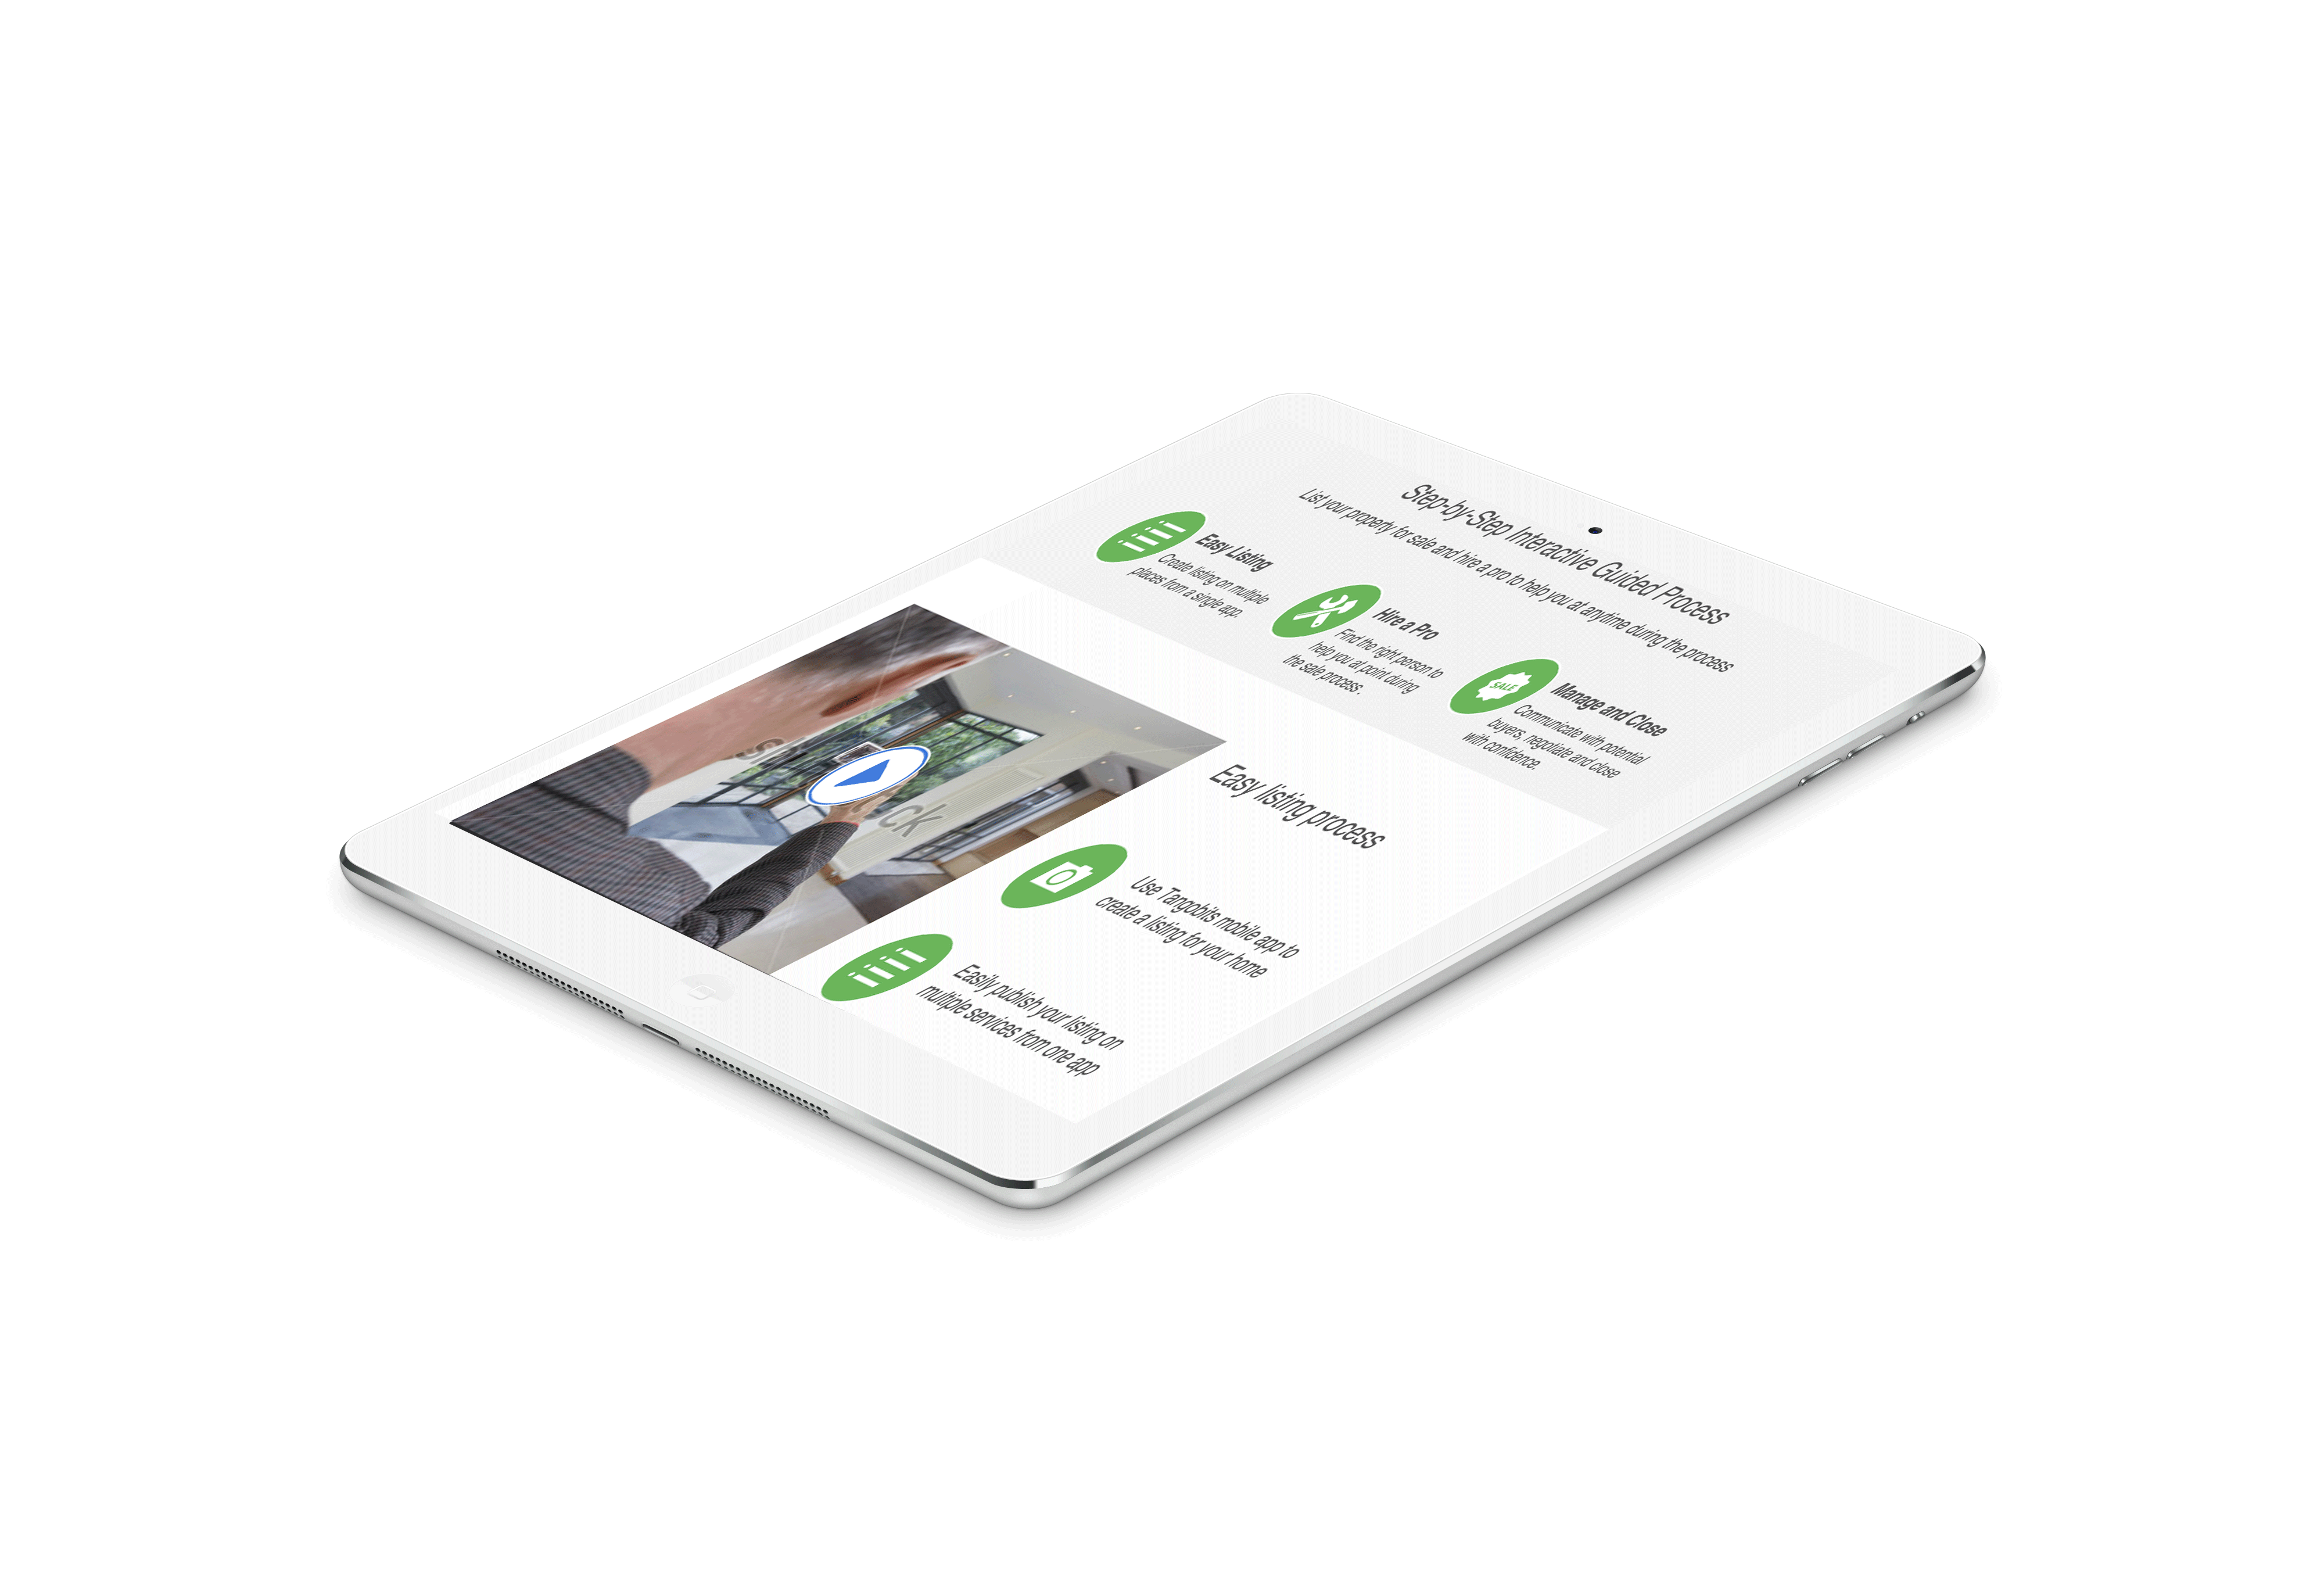 Step-by-Step Interactive Guided Process
List your property for sale and hire a pro to help you at anytime during the process
Easy Listing
Create listing on multiple
places from a single app.
Hire a Pro
Find the right person to
help you at point during
the sale process.
SALE
Manage and Close
Communicate with potential
buyers, negotiate and close
with confidence.
Easy listing process
Use Tangobits mobile app to
create a listing for your home
Easily publish your listing on
multiple services from one app